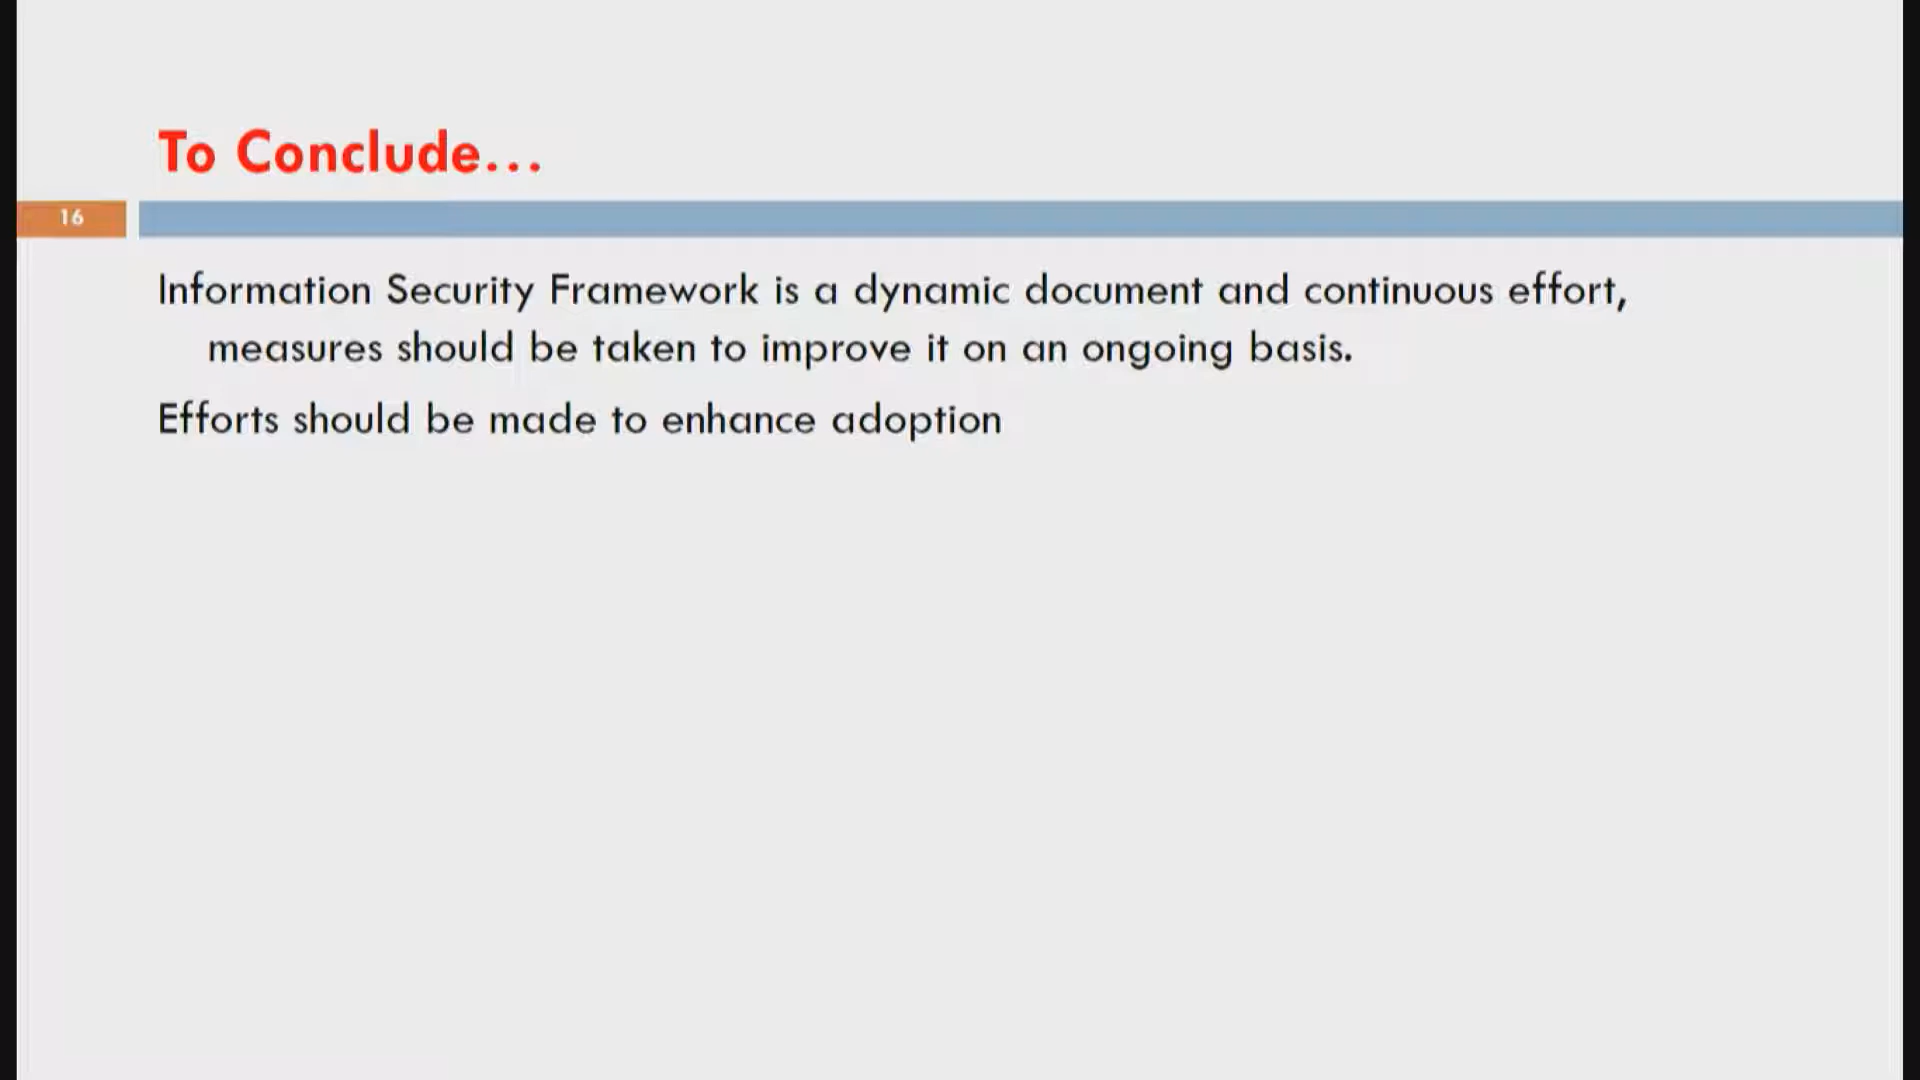 To Conclude...
16
Information Security Framework is a dynamic document and continuous effort,
measures should be taken to improve it on an ongoing basis.
Efforts should be made to enhance adoption